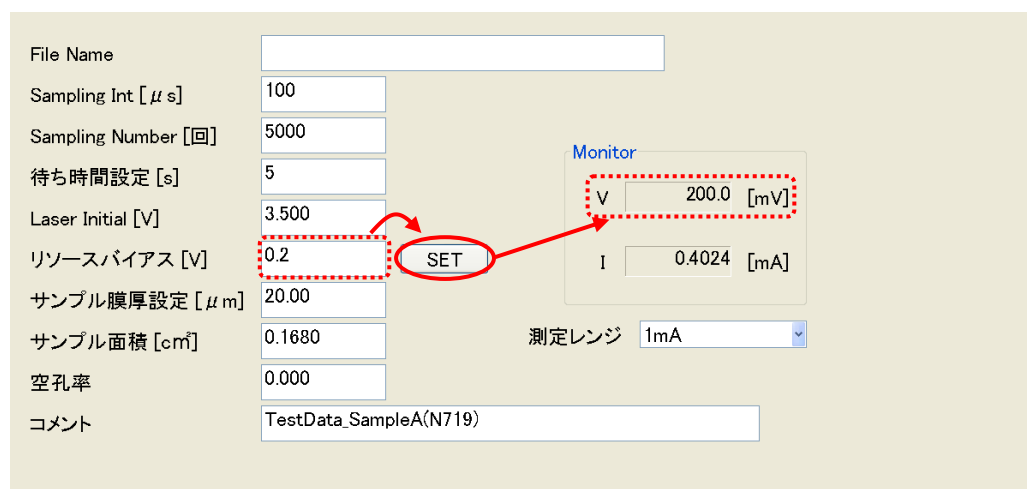 File Name
Sampling Int [μs] 100
Sampling Number [回] 5000
待ち時間設定 [s] 5
Laser Initial [V] 3.500
リソースバイアス [V] 0.2 SET
サンプル膜厚設定 [μm] 20.00
サンプル面積 [c㎡] 0.1680
空孔率 0.000
コメント TestData_SampleA(N719)
Monitor
V 200.0 [mV]
I 0.4024 [mA]
測定レンジ 1mA